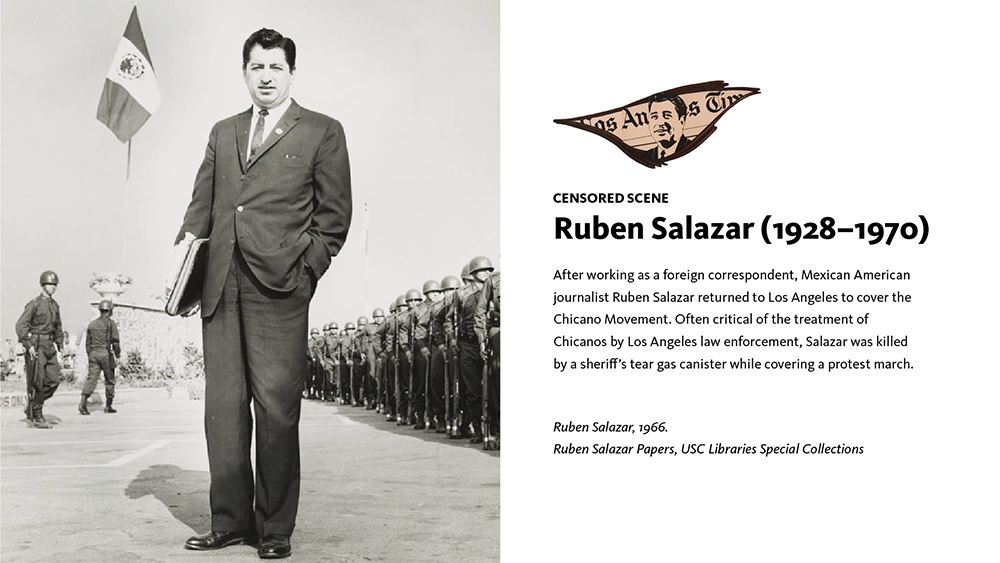 Los Angeles Tim
CENSORED SCENE
Ruben Salazar (1928–1970)
After working as a foreign correspondent, Mexican American
journalist Ruben Salazar returned to Los Angeles to cover the
Chicano Movement. Often critical of the treatment of
Chicanos by Los Angeles law enforcement, Salazar was killed
by a sheriff’s tear gas canister while covering a protest march.
Ruben Salazar, 1966.
Ruben Salazar Papers, USC Libraries Special Collections